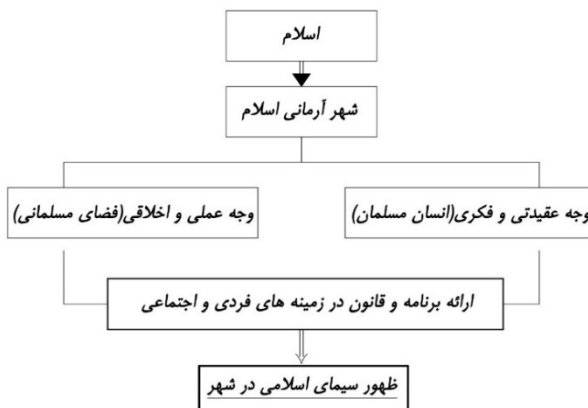 اسلام
شهر آرمانی اسلام
وجه عقیدتی و فکری(انسان مسلمان)
وجه عملی و اخلاقی(فضای مسلمانی)
ارائه برنامه و قانون در زمینه های فردی و اجتماعی
ظهور سیمای اسلامی در شهر